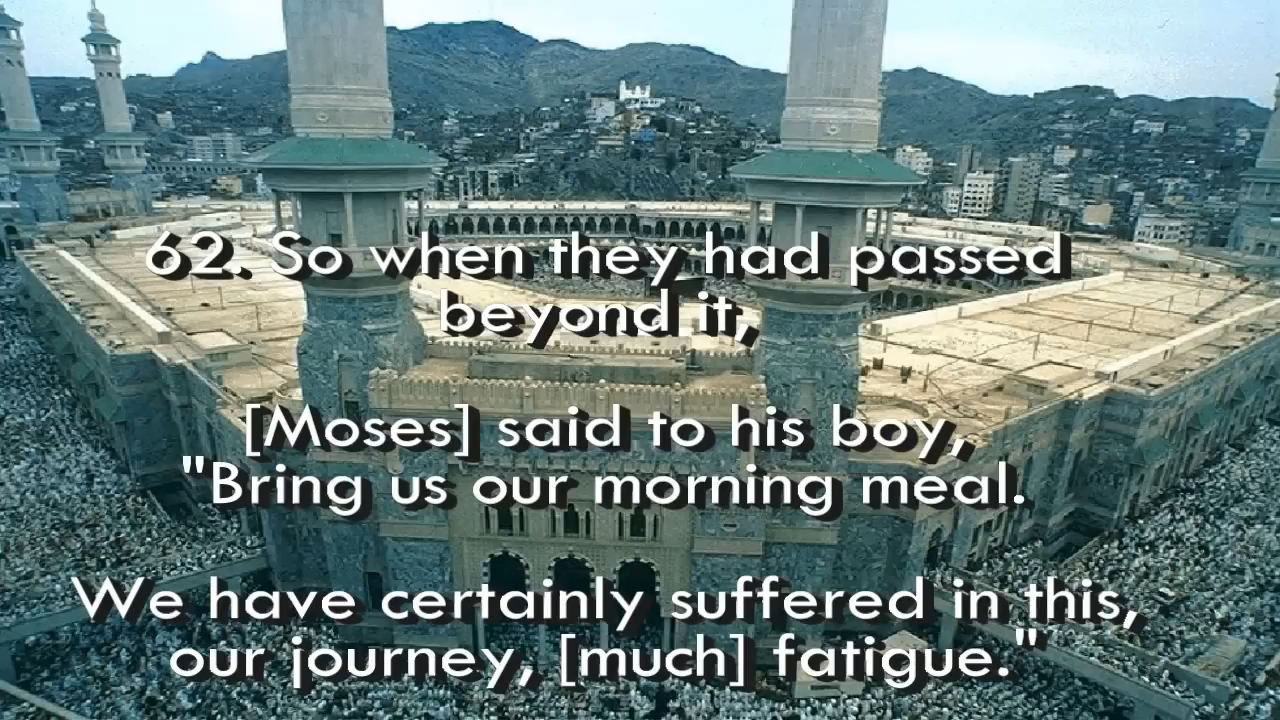 62. So when they had passed
beyond it,
[Moses] said to his boy,
"Bring us our morning meal.
We have certainly suffered in this,
our journey, [much] fatigue."